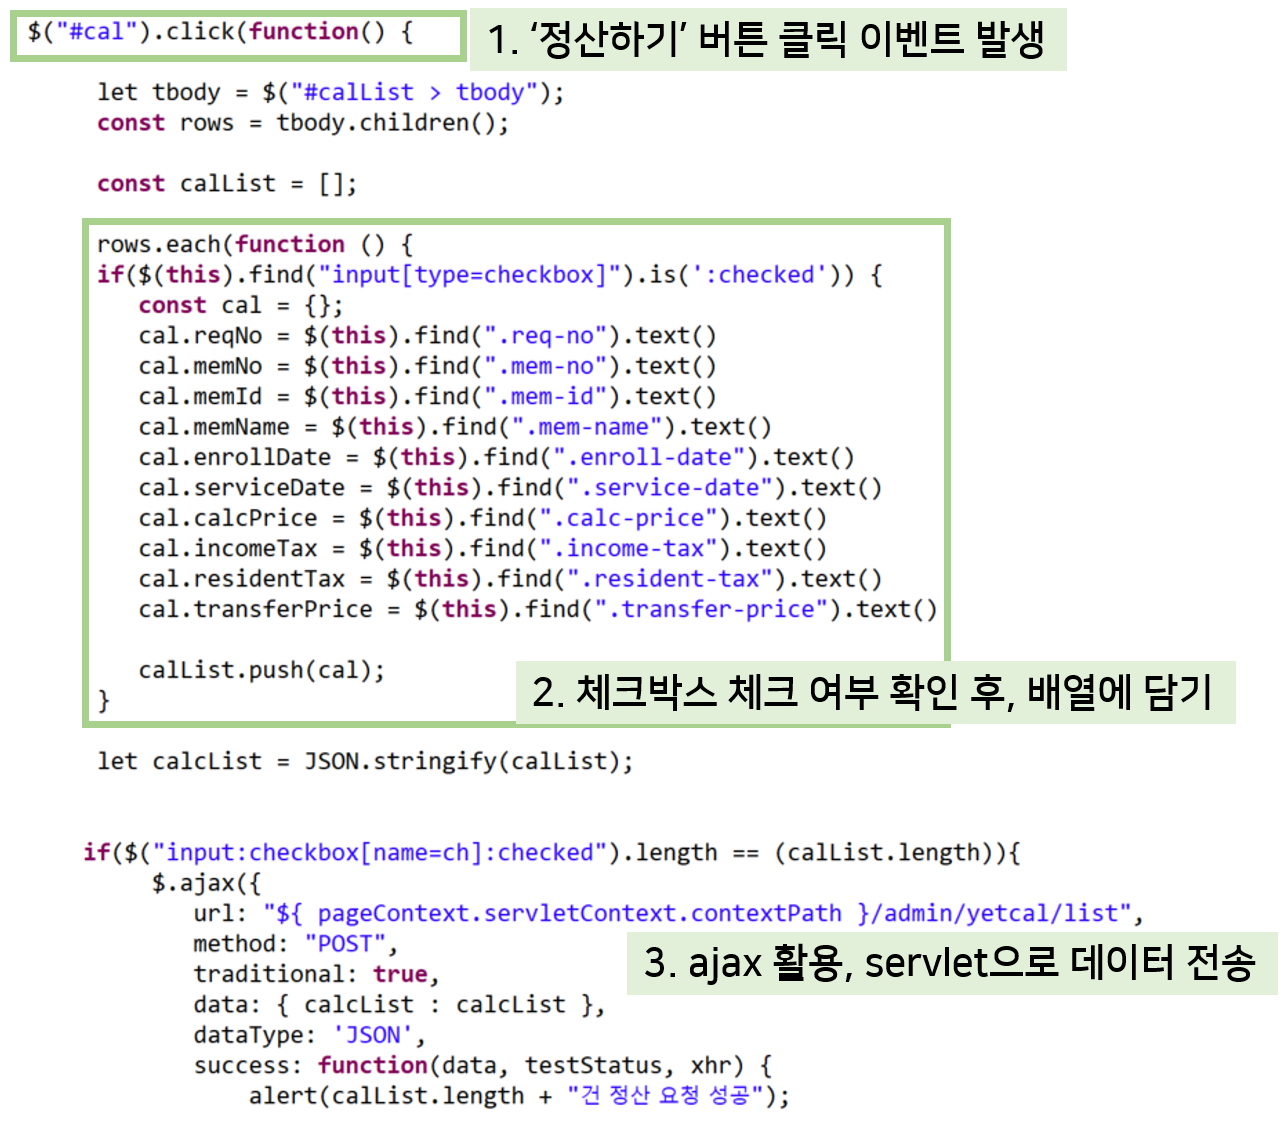 $("#cal").click(function() {
1. ‘정산하기’ 버튼 클릭 이벤트 발생
let tbody = $("#calList > tbody");
const rows = tbody.children();
const calList = [];
rows.each(function () {
if($(this).find("input[type=checkbox]").is(':checked')) {
const cal = {};
cal.reqNo = $(this).find(".req-no").text()
cal.memNo = $(this).find(".mem-no").text()
cal.memId = $(this).find(".mem-id").text()
cal.memName = $(this).find(".mem-name").text()
cal.enrollDate = $(this).find(".enroll-date").text()
cal.serviceDate = $(this).find(".service-date").text()
cal.calcPrice = $(this).find(".calc-price").text()
cal.incomeTax = $(this).find(".income-tax").text()
cal.residentTax = $(this).find(".resident-tax").text()
cal.transferPrice = $(this).find(".transfer-price").text()
calList.push(cal);
}
2. 체크박스 체크 여부 확인 후, 배열에 담기
let calcList = JSON.stringify(calList);
if($("input:checkbox[name=ch]:checked").length == (calList.length)){
$.ajax({
url: "${ pageContext.servletContext.contextPath }/admin/yetcal/list",
method: "POST",
3. ajax 활용, servlet으로 데이터 전송
traditional: true,
data: { calcList : calcList },
dataType: 'JSON',
success: function(data, testStatus, xhr) {
alert(calList.length + "건 정산 요청 성공");